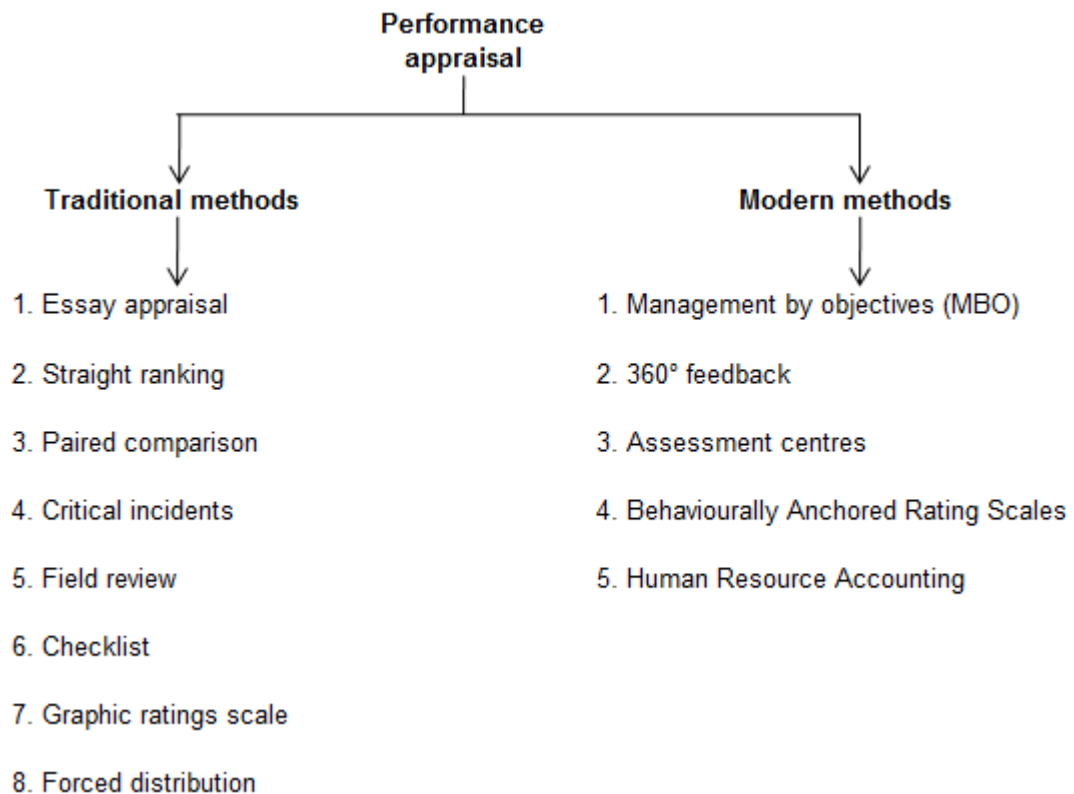 Performance
appraisal
Traditional methods
1. Essay appraisal
2. Straight ranking
3. Paired comparison
4. Critical incidents
5. Field review
6. Checklist
7. Graphic ratings scale
8. Forced distribution
Modern methods
1. Management by objectives (MBO)
2. 360° feedback
3. Assessment centres
4. Behaviourally Anchored Rating Scales
5. Human Resource Accounting